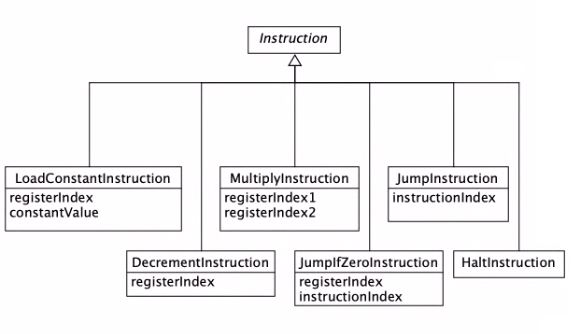 Instruction
LoadConstantInstruction
registerIndex
constantValue
MultiplyInstruction
registerIndex1
registerIndex2
JumpInstruction
instructionIndex
DecrementInstruction
registerIndex
JumpIfZeroInstruction
registerIndex
instructionIndex
HaltInstruction